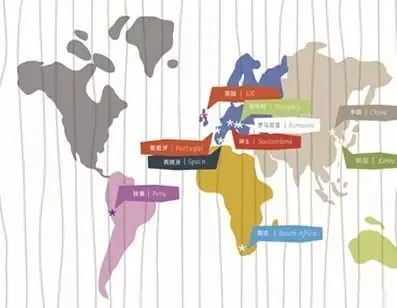 英国 | UK
匈牙利 | Hungary
罗马尼亚 | Romania
中国 | China
葡萄牙 | Portugal
瑞士 | Switzerland
西班牙 | Spain
韩国 | Korea
秘鲁 | Peru
南非 | South Africa